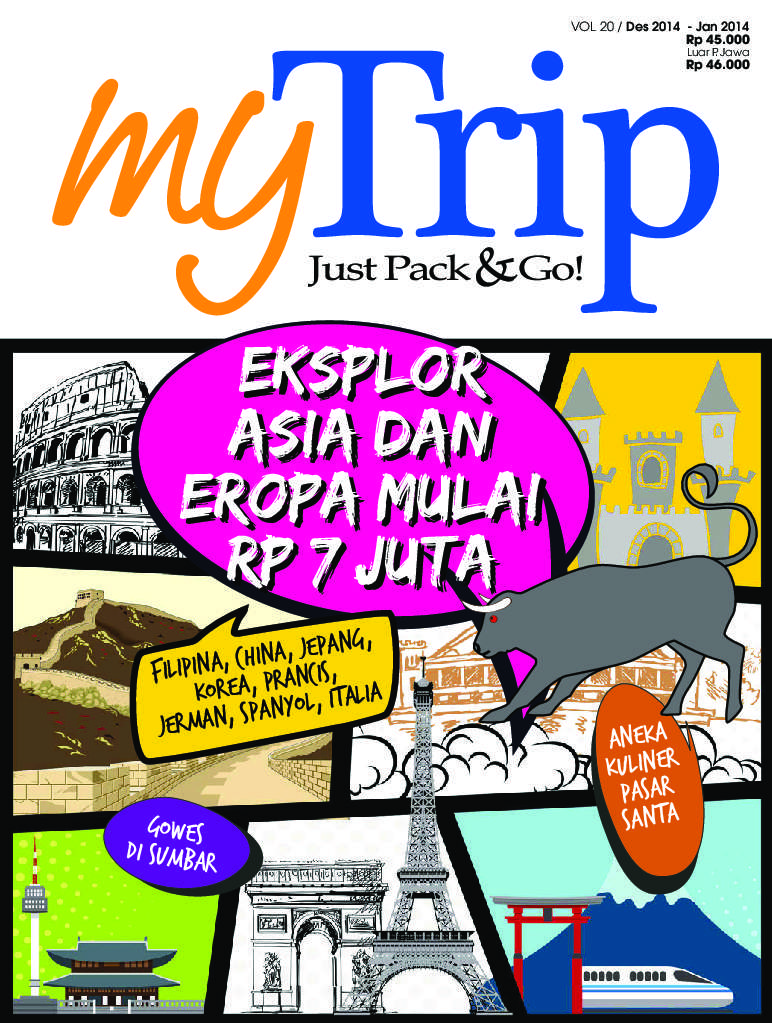 VOL 20 / Des 2014 - Jan 2014
Rp 45.000
Luar P. Jawa
Rp 46.000
myTrip
Just Pack & Go!
EKSPLOR
ASIA DAN
EROPA MULAI
RP 7 JUTA
FILIPINA, CHINA, JEPANG,
KOREA, PRANCIS,
JERMAN, SPANYOL, ITALIA
ANEKA
KULINER
PASAR
SANTA
GOWES
DI SUMBAR